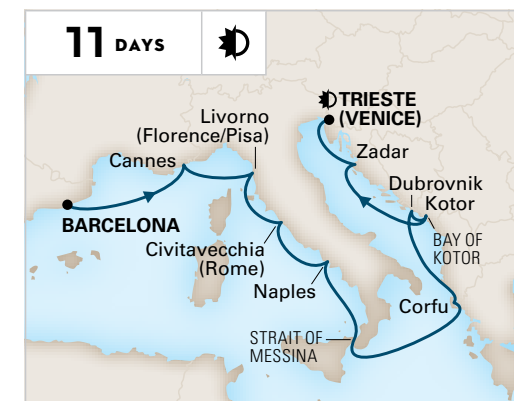 11 DAYS
TRIESTE
(VENICE)
Livorno
(Florence/Pisa)
Cannes
Zadar
Dubrovnik
Kotor
BARCELONA
BAY OF
KOTOR
Civitavecchia
(Rome)
Naples
Corfu
STRAIT OF
MESSINA